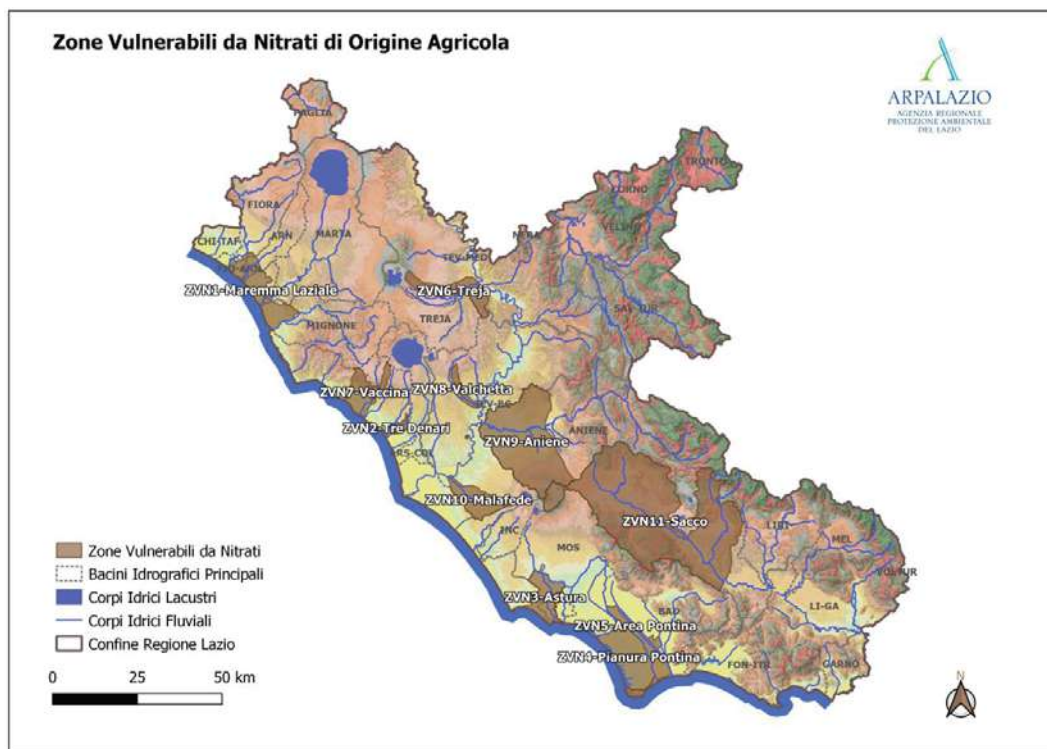 Zone Vulnerabili da Nitrati di Origine Agricola
ARPALAZIO
AGENZIA REGIONALE
PROTEZIONE AMBIENTALE
DEL LAZIO
PAGLIA
TRONTO
CORNO
FIORA
VELINO
CHI-TAF
ARN
MARTA
NERA
TEV-MED
ZVN1-Maremma Laziale
ZVN6-Treja
SAL-TUR
MIGNONE
TREJA
ZVN7-Vaccina
ZVN8-Valchetta
ZVN2-Tre Denari
ZVN9-Aniene
ANIENE
ZVN10-Malafede
ZVN11-Sacco
INC
MOS
LIRI
MEL
VOLTUR
ZVN3-Astura
BAD
LI-GA
ZVN5-Area Pontina
ZVN4-Pianura Pontina
FON-ITR
GARNO
Zone Vulnerabili da Nitrati
Bacini Idrografici Principali
Corpi Idrici Lacustri
Corpi Idrici Fluviali
Confine Regione Lazio
0 25 50 km
N